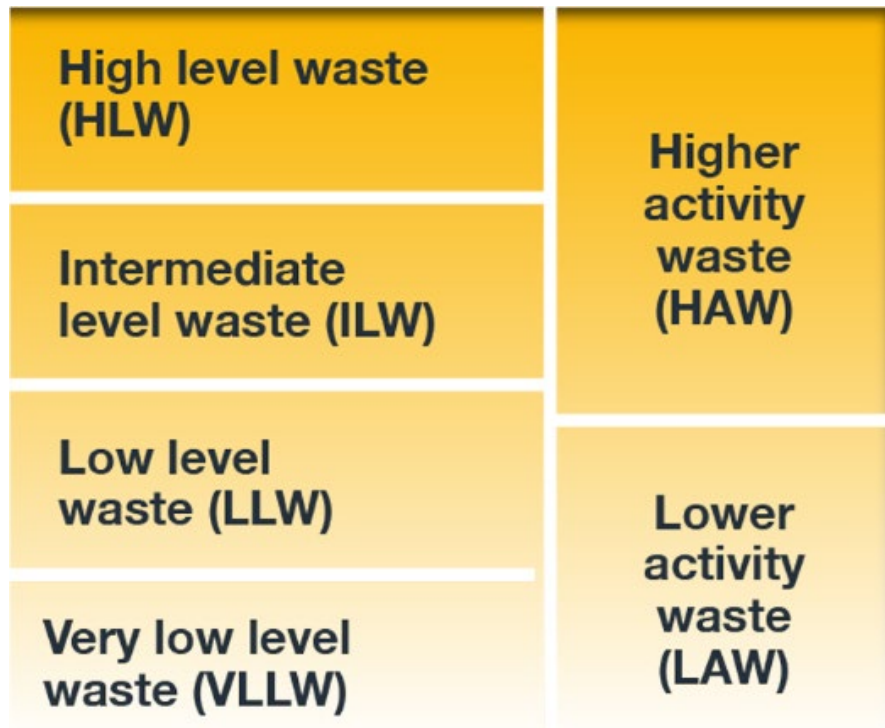 High level waste
(HLW)
Intermediate
level waste (ILW)
Low level
waste (LLW)
Very low level
waste (VLLW)
Higher
activity
waste
(HAW)
Lower
activity
waste
(LAW)